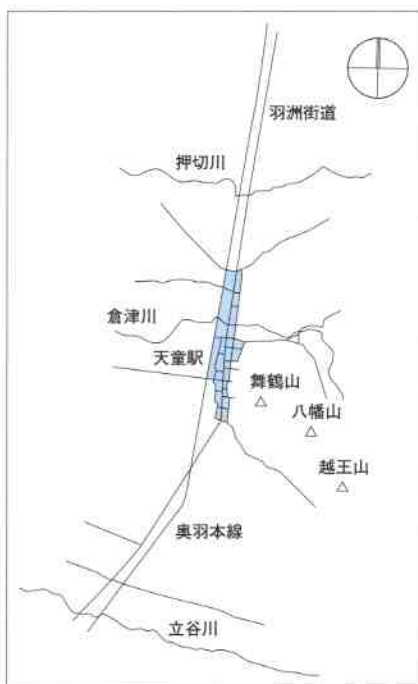 羽洲街道
押切川
倉津川
天童駅
舞鶴山
八幡山
越王山
奥羽本線
立谷川